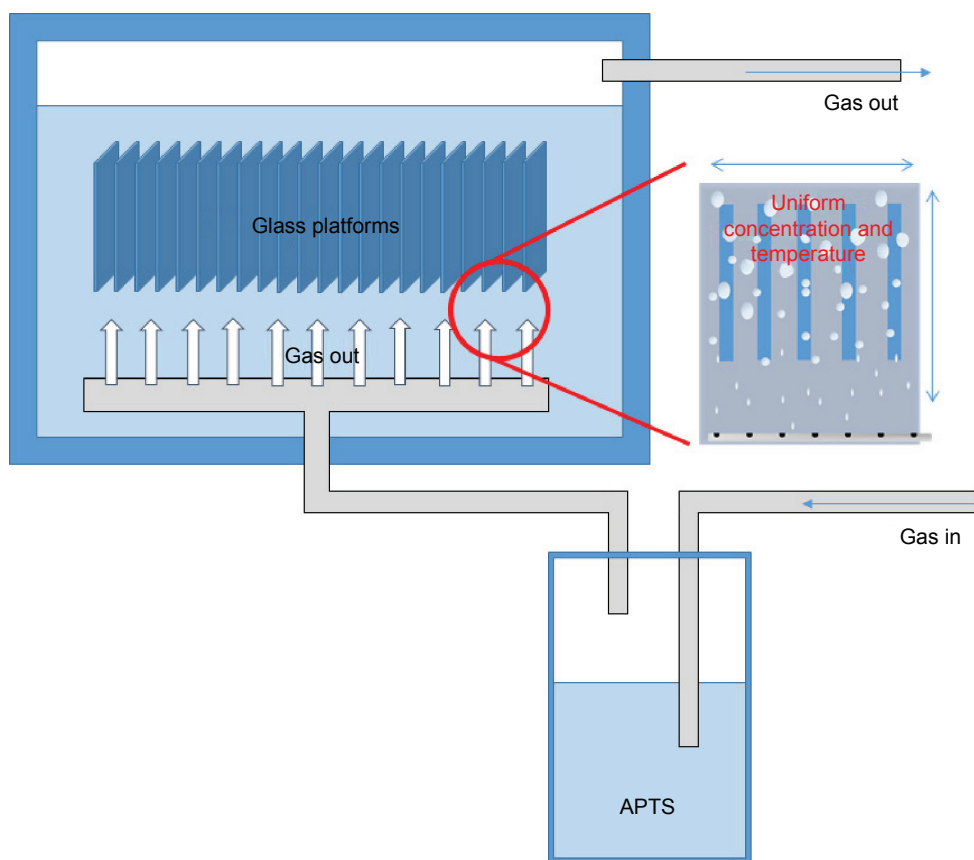 Gas out
Glass platforms
Uniform
concentration and
temperature
Gas out
Gas in
APTS